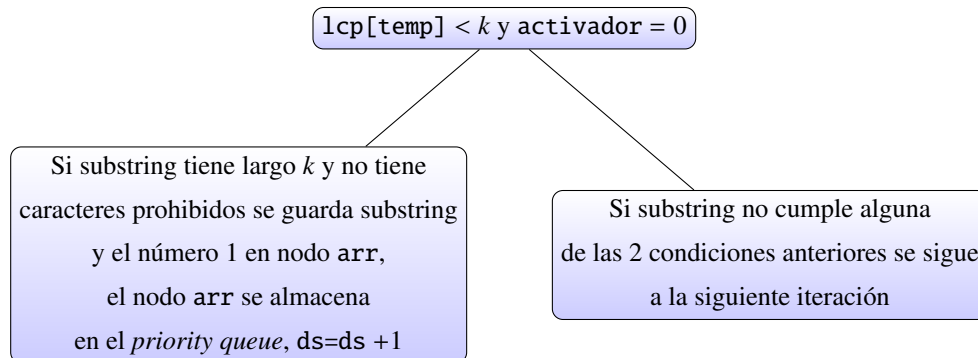 lcp[temp] < k y activador = 0
Si substring tiene largo k y no tiene
caracteres prohibidos se guarda substring
y el número 1 en nodo arr,
el nodo arr se almacena
en el priority queue, ds=ds +1
Si substring no cumple alguna
de las 2 condiciones anteriores se sigue
a la siguiente iteración